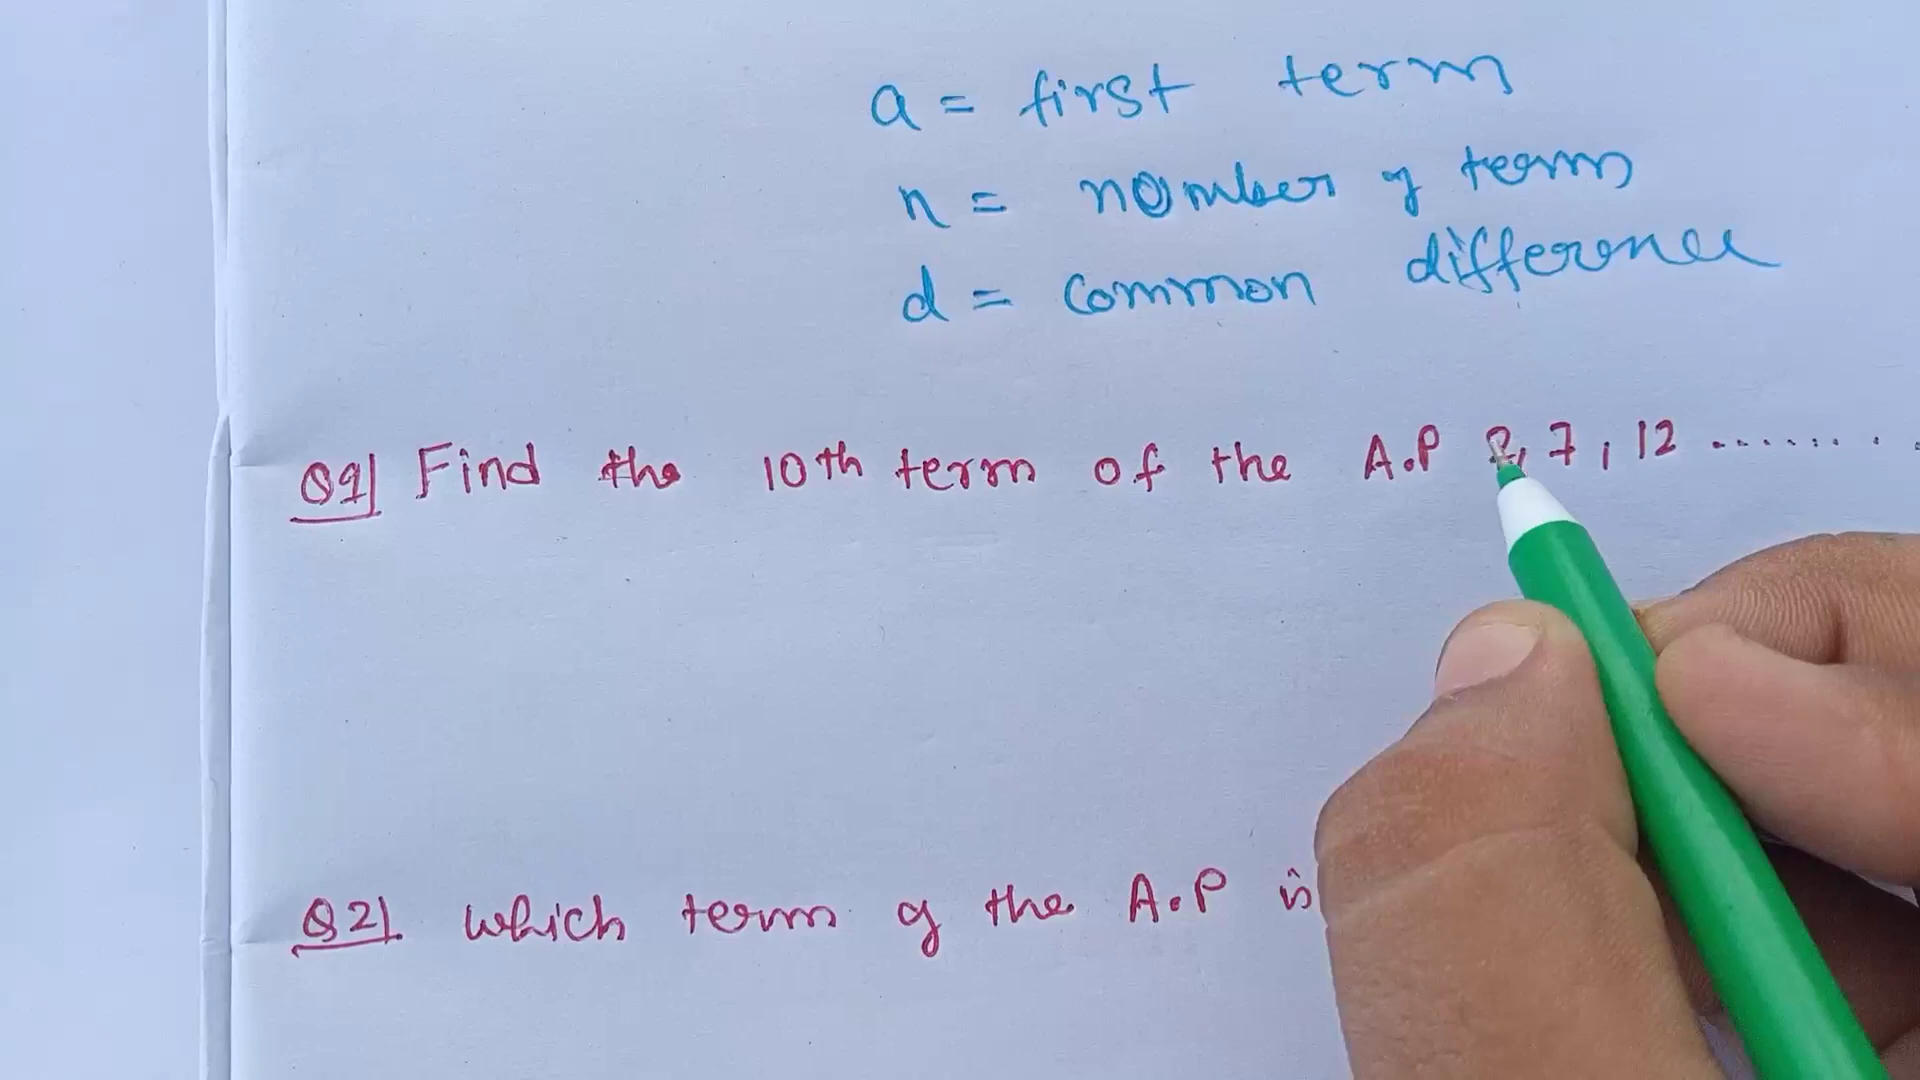 a = first term
n = number of term
d = common difference
Q1| Find the 10th term of the A.P 2, 7, 12 .........
Q2| which term of the A.P is